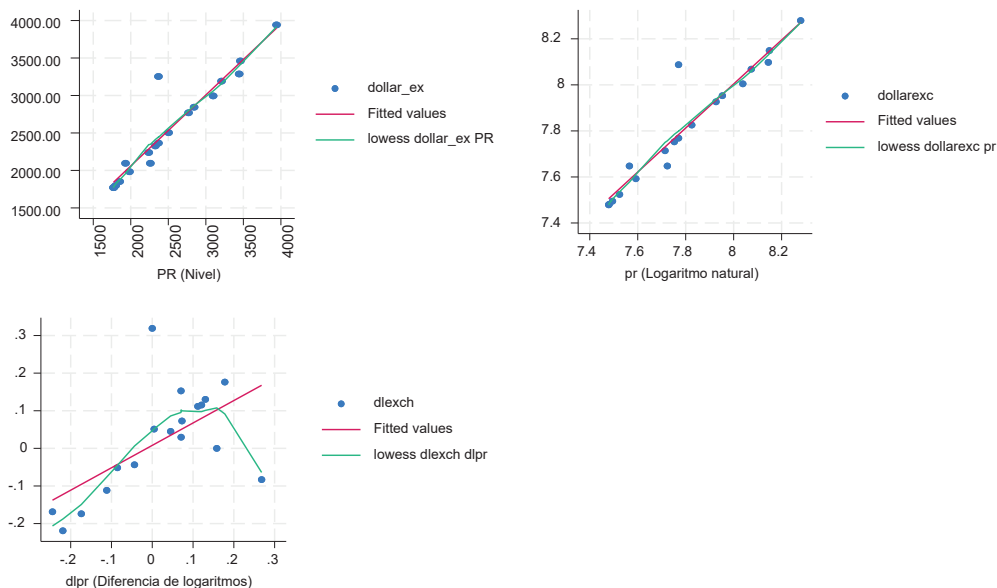 4000.00
3500.00
3000.00
2500.00
2000.00
1500.00
1500
2000
2500
3000
3500
4000
PR (Nivel)
dollar_ex
Fitted values
lowess dollar_ex PR
8.2
8
7.8
7.6
7.4
7.4
7.6
7.8
8
8.2
pr (Logaritmo natural)
dollarexc
Fitted values
lowess dollarexc pr
.3
.2
.1
0
-.1
-.2
-.2
-.1
0
.1
.2
.3
dlpr (Diferencia de logaritmos)
dlexch
Fitted values
lowess dlexch dlpr